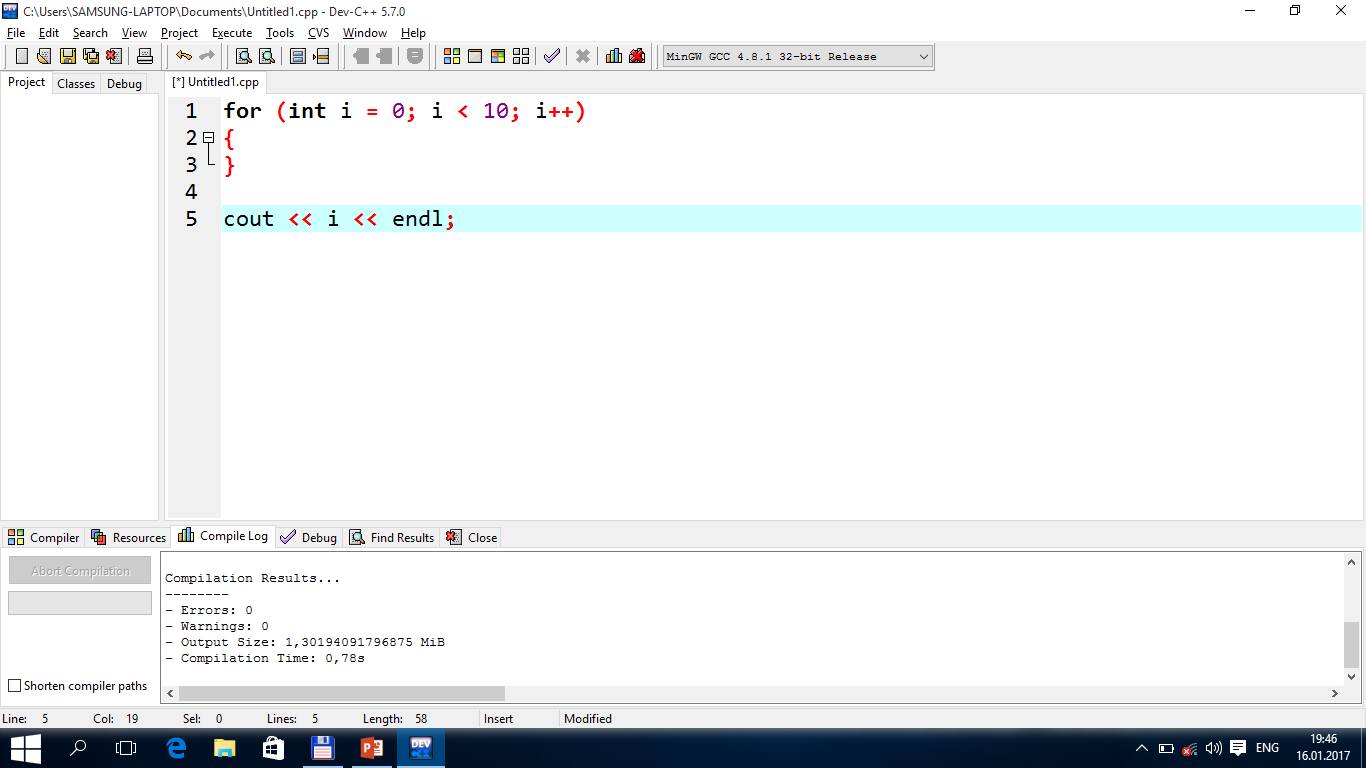 C:\Users\SAMSUNG-LAPTOP\Documents\Untitled1.cpp - Dev-C++ 5.7.0
File Edit Search View Project Execute Tools CVS Window Help
MinGW GCC 4.8.1 32-bit Release
Project Classes Debug
[*] Untitled1.cpp
1 for (int i = 0; i < 10; i++)
2 {
3 }
4
5 cout << i << endl;
Compiler Resources Compile Log Debug Find Results Close
Abort Compilation
Compilation Results...
--------
- Errors: 0
- Warnings: 0
- Output Size: 1,30194091796875 MiB
- Compilation Time: 0,78s
Shorten compiler paths
Line: 5 Col: 19 Sel: 0 Lines: 5 Length: 58 Insert Modified
DEV
ENG
19:46
16.01.2017